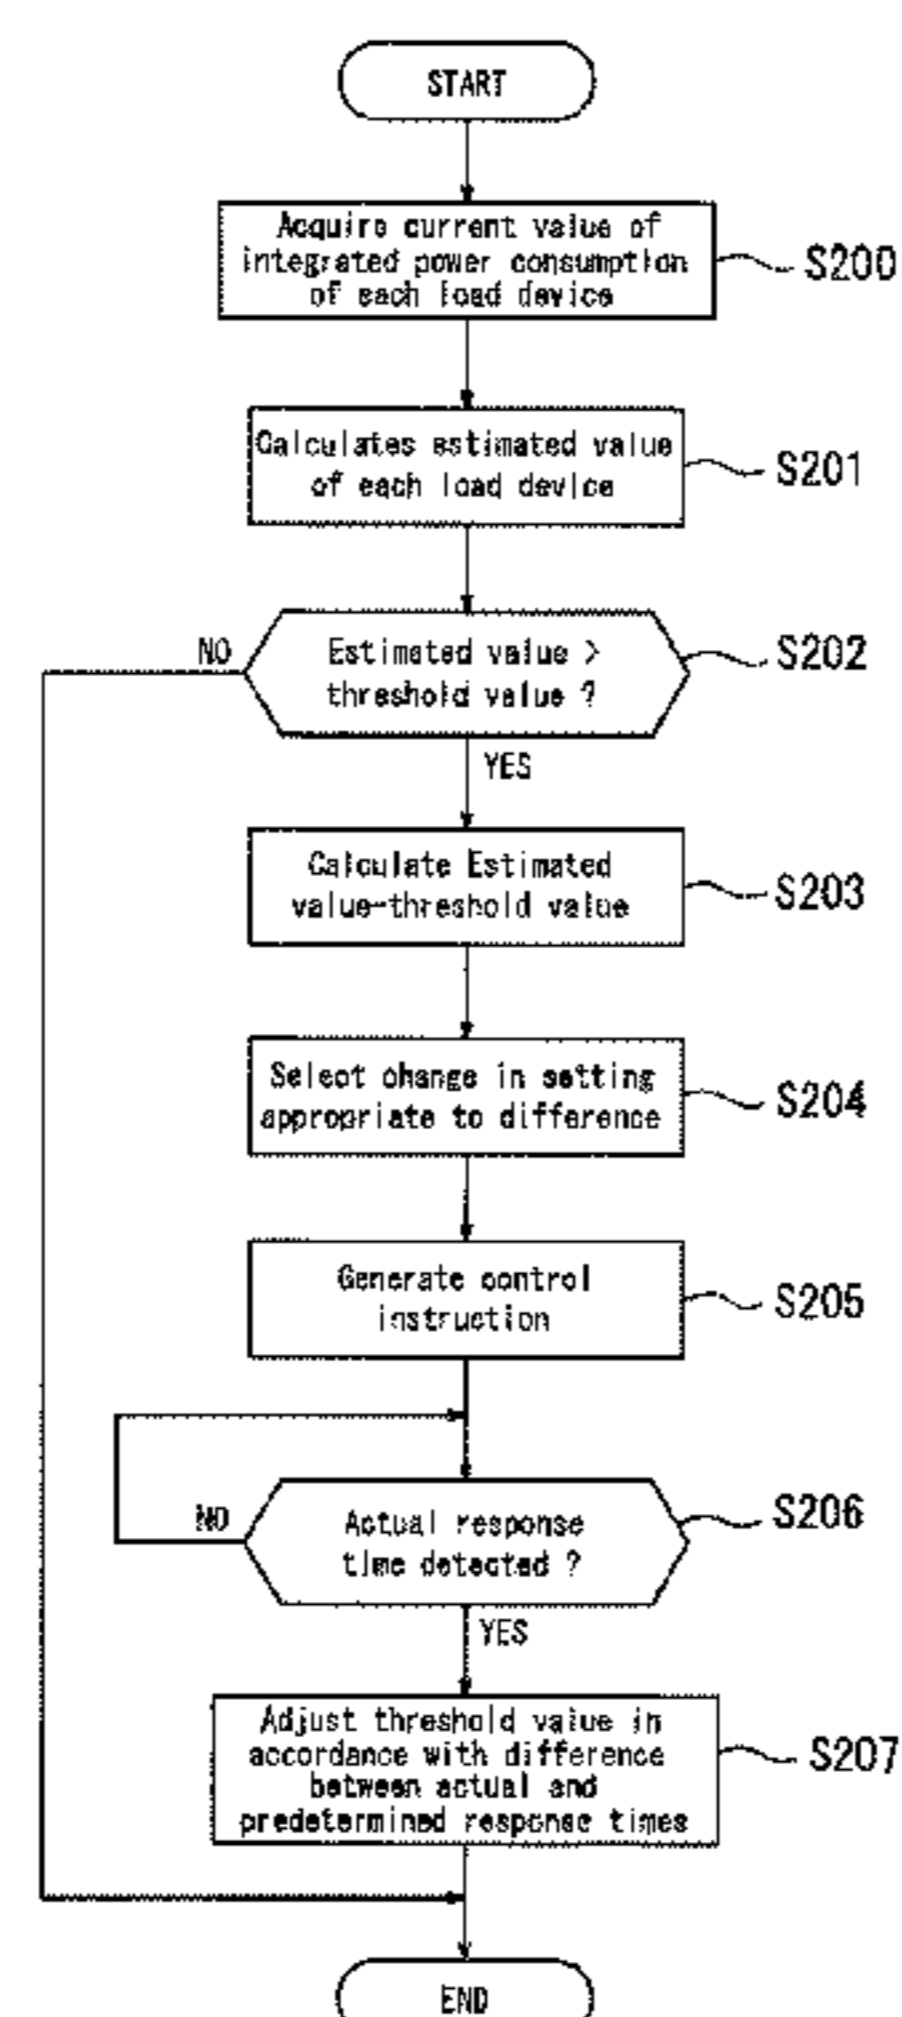 START
Acquire current value of
integrated power consumption
of each load device
S200
Calculates estimated value
of each load device
S201
Estimated value >
threshold value ?
S202
NO
YES
Calculate Estimated
value-threshold value
S203
Select change in setting
appropriate to difference
S204
Generate control
instruction
S205
Actual response
time detected ?
S206
NO
YES
Adjust threshold value in
accordance with difference
between actual and
predetermined response times
S207
END